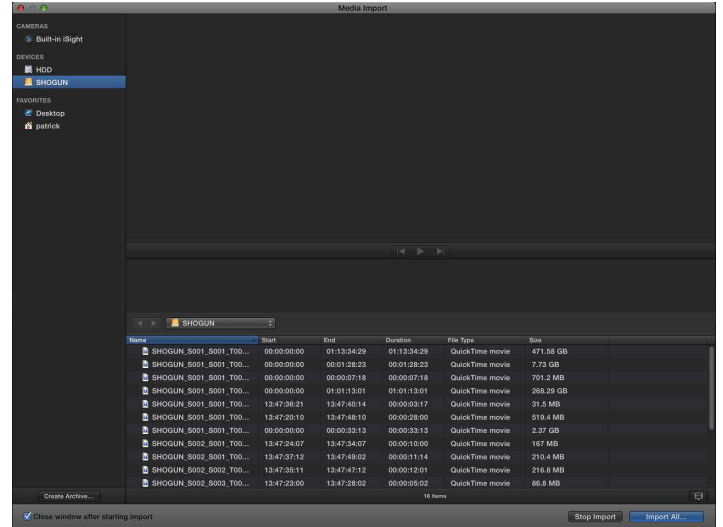 Media Import
CAMERAS
Built-in iSight
DEVICES
HDD
SHOGUN
FAVORITES
Desktop
patrick
SHOGUN
Name Start End Duration File Type Size
SHOGUN_S001_S001_T00... 00:00:00:00 01:13:34:29 01:13:34:29 QuickTime movie 471.58 GB
SHOGUN_S001_S001_T00... 00:00:00:00 00:01:28:23 00:01:28:23 QuickTime movie 7.73 GB
SHOGUN_S001_S001_T00... 00:00:00:00 00:00:07:18 00:00:07:18 QuickTime movie 701.2 MB
SHOGUN_S001_S001_T00... 00:00:00:00 01:01:13:01 01:01:13:01 QuickTime movie 268.29 GB
SHOGUN_S001_S001_T00... 13:47:36:21 13:47:40:14 00:00:03:17 QuickTime movie 31.5 MB
SHOGUN_S001_S001_T00... 13:47:20:10 13:47:48:10 00:00:28:00 QuickTime movie 519.4 MB
SHOGUN_S001_S001_T00... 00:00:00:00 00:00:33:13 00:00:33:13 QuickTime movie 2.37 GB
SHOGUN_S002_S001_T00... 13:47:24:07 13:47:34:07 00:00:10:00 QuickTime movie 167 MB
SHOGUN_S002_S001_T00... 13:47:37:12 13:47:49:02 00:00:11:14 QuickTime movie 210.4 MB
SHOGUN_S002_S002_T00... 13:47:35:11 13:47:47:12 00:00:12:01 QuickTime movie 216.8 MB
SHOGUN_S002_S003_T00... 13:47:23:00 13:47:28:02 00:00:05:02 QuickTime movie 86.8 MB
Create Archive... 18 items
Close window after starting import Stop Import Import All...